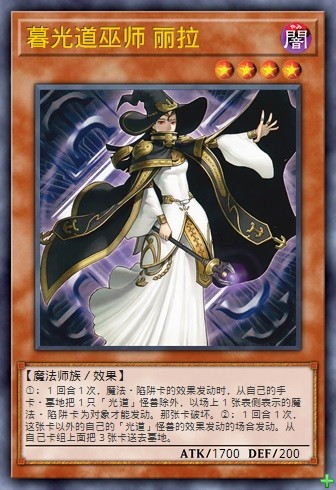 暮光道巫师 丽拉
闇
【魔法师族／效果】
①：1回合1次，魔法·陷阱卡的效果发动时，从自己的手
卡·墓地把1只「光道」怪兽除外，以场上1张表侧表示的魔
法·陷阱卡为对象才能发动。那张卡破坏。②：1回合1次，
这张卡以外的自己的「光道」怪兽的效果发动的场合发动。从
自己卡组上面把3张卡送去墓地。
ATK/1700 DEF/200